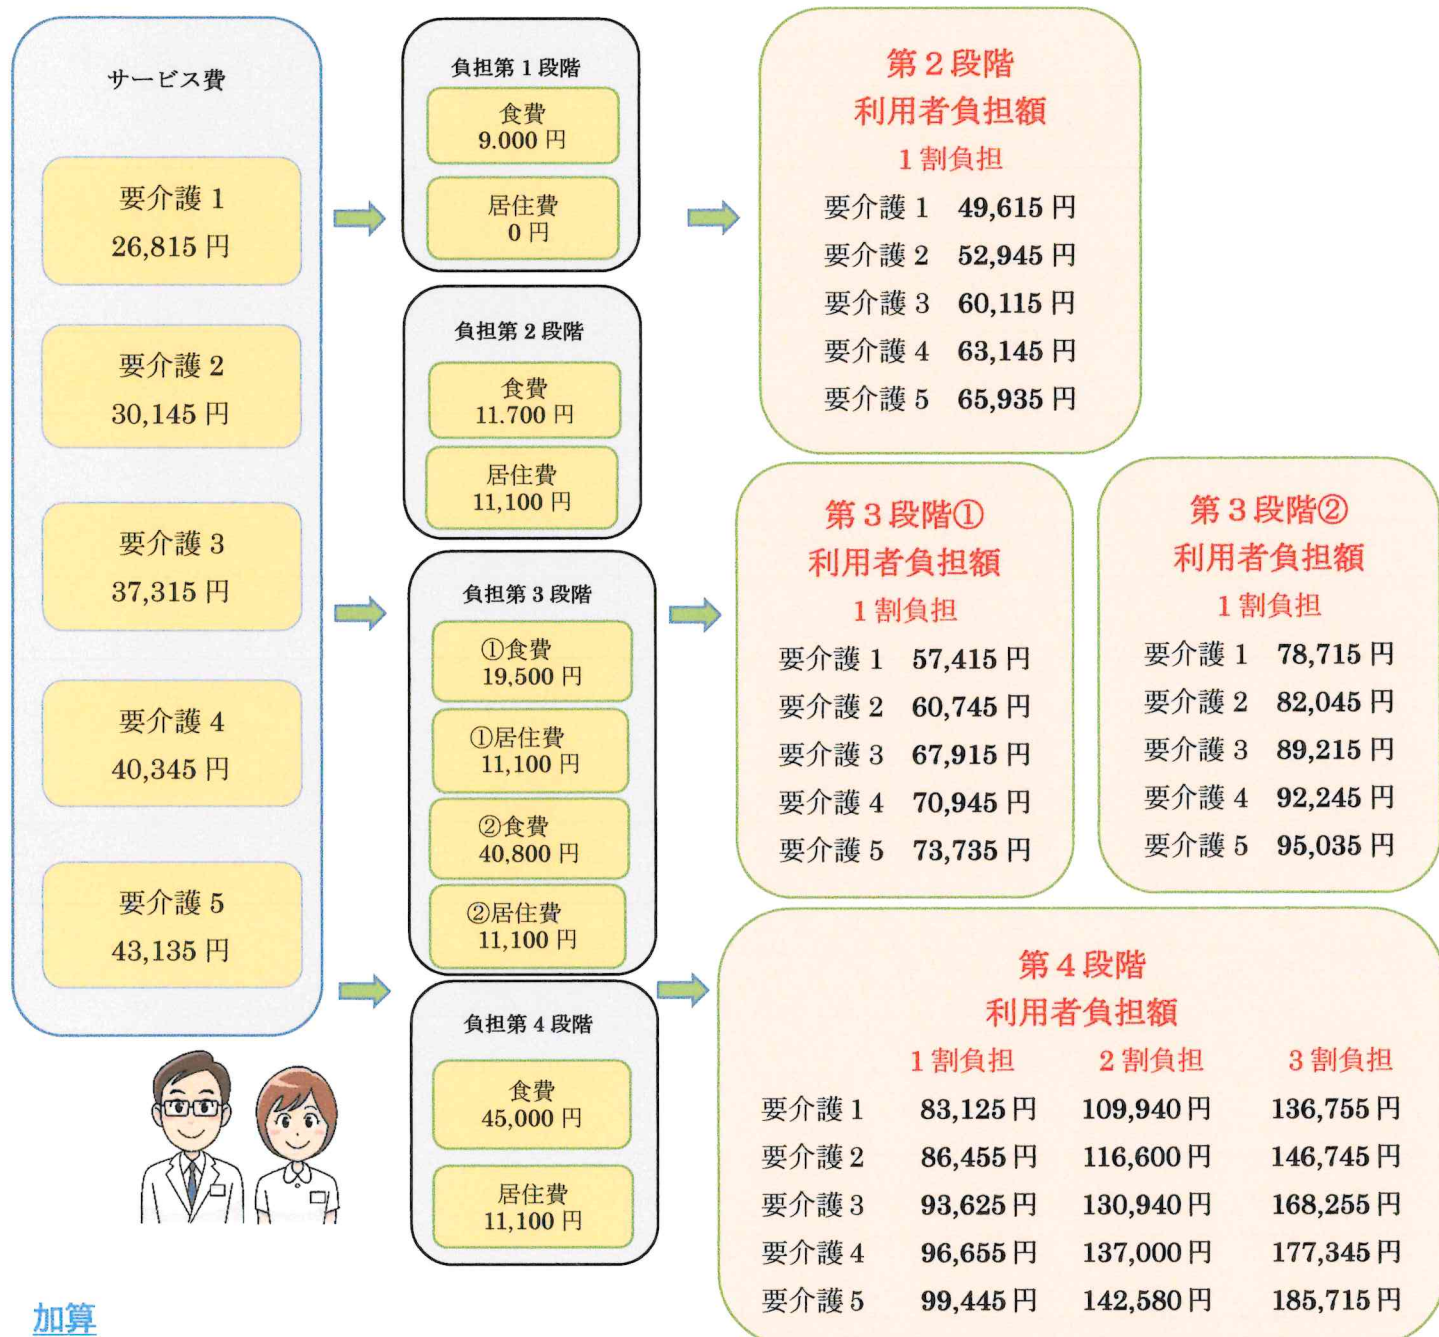 サービス費
要介護 1
26,815 円
要介護 2
30,145 円
要介護 3
37,315 円
要介護 4
40,345 円
要介護 5
43,135 円
負担第 1 段階
食費
9.000 円
居住費
0 円
負担第 2 段階
食費
11.700 円
居住費
11,100 円
負担第 3 段階
①食費
19,500 円
①居住費
11,100 円
②食費
40,800 円
②居住費
11,100 円
負担第 4 段階
食費
45,000 円
居住費
11,100 円
第２段階
利用者負担額
1 割負担
要介護 1 49,615 円
要介護 2 52,945 円
要介護 3 60,115 円
要介護 4 63,145 円
要介護 5 65,935 円
第３段階①
利用者負担額
1 割負担
要介護 1 57,415 円
要介護 2 60,745 円
要介護 3 67,915 円
要介護 4 70,945 円
要介護 5 73,735 円
第３段階②
利用者負担額
1 割負担
要介護 1 78,715 円
要介護 2 82,045 円
要介護 3 89,215 円
要介護 4 92,245 円
要介護 5 95,035 円
第４段階
利用者負担額
1 割負担 2 割負担 3 割負担
要介護 1 83,125 円 109,940 円 136,755 円
要介護 2 86,455 円 116,600 円 146,745 円
要介護 3 93,625 円 130,940 円 168,255 円
要介護 4 96,655 円 137,000 円 177,345 円
要介護 5 99,445 円 142,580 円 185,715 円
加算